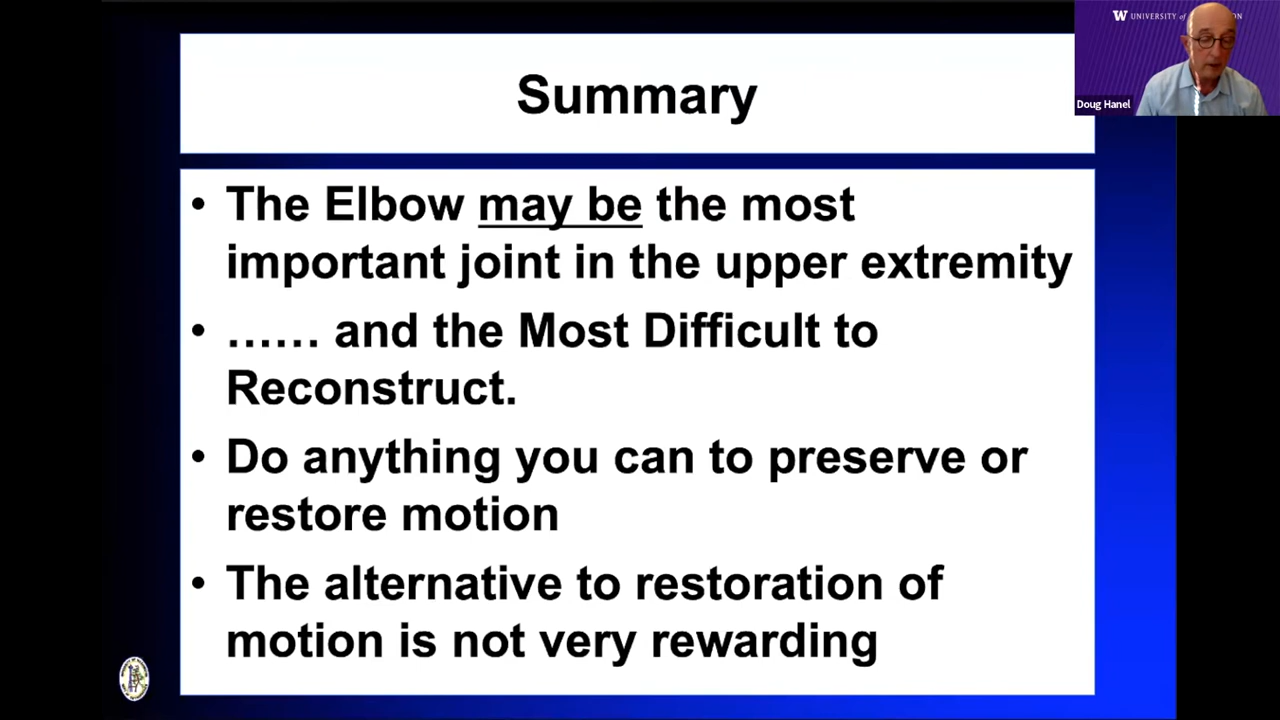 W UNIVERSITY of
Doug Hanel
Summary
• The Elbow may be the most
important joint in the upper extremity
• …… and the Most Difficult to
Reconstruct.
• Do anything you can to preserve or
restore motion
• The alternative to restoration of
motion is not very rewarding